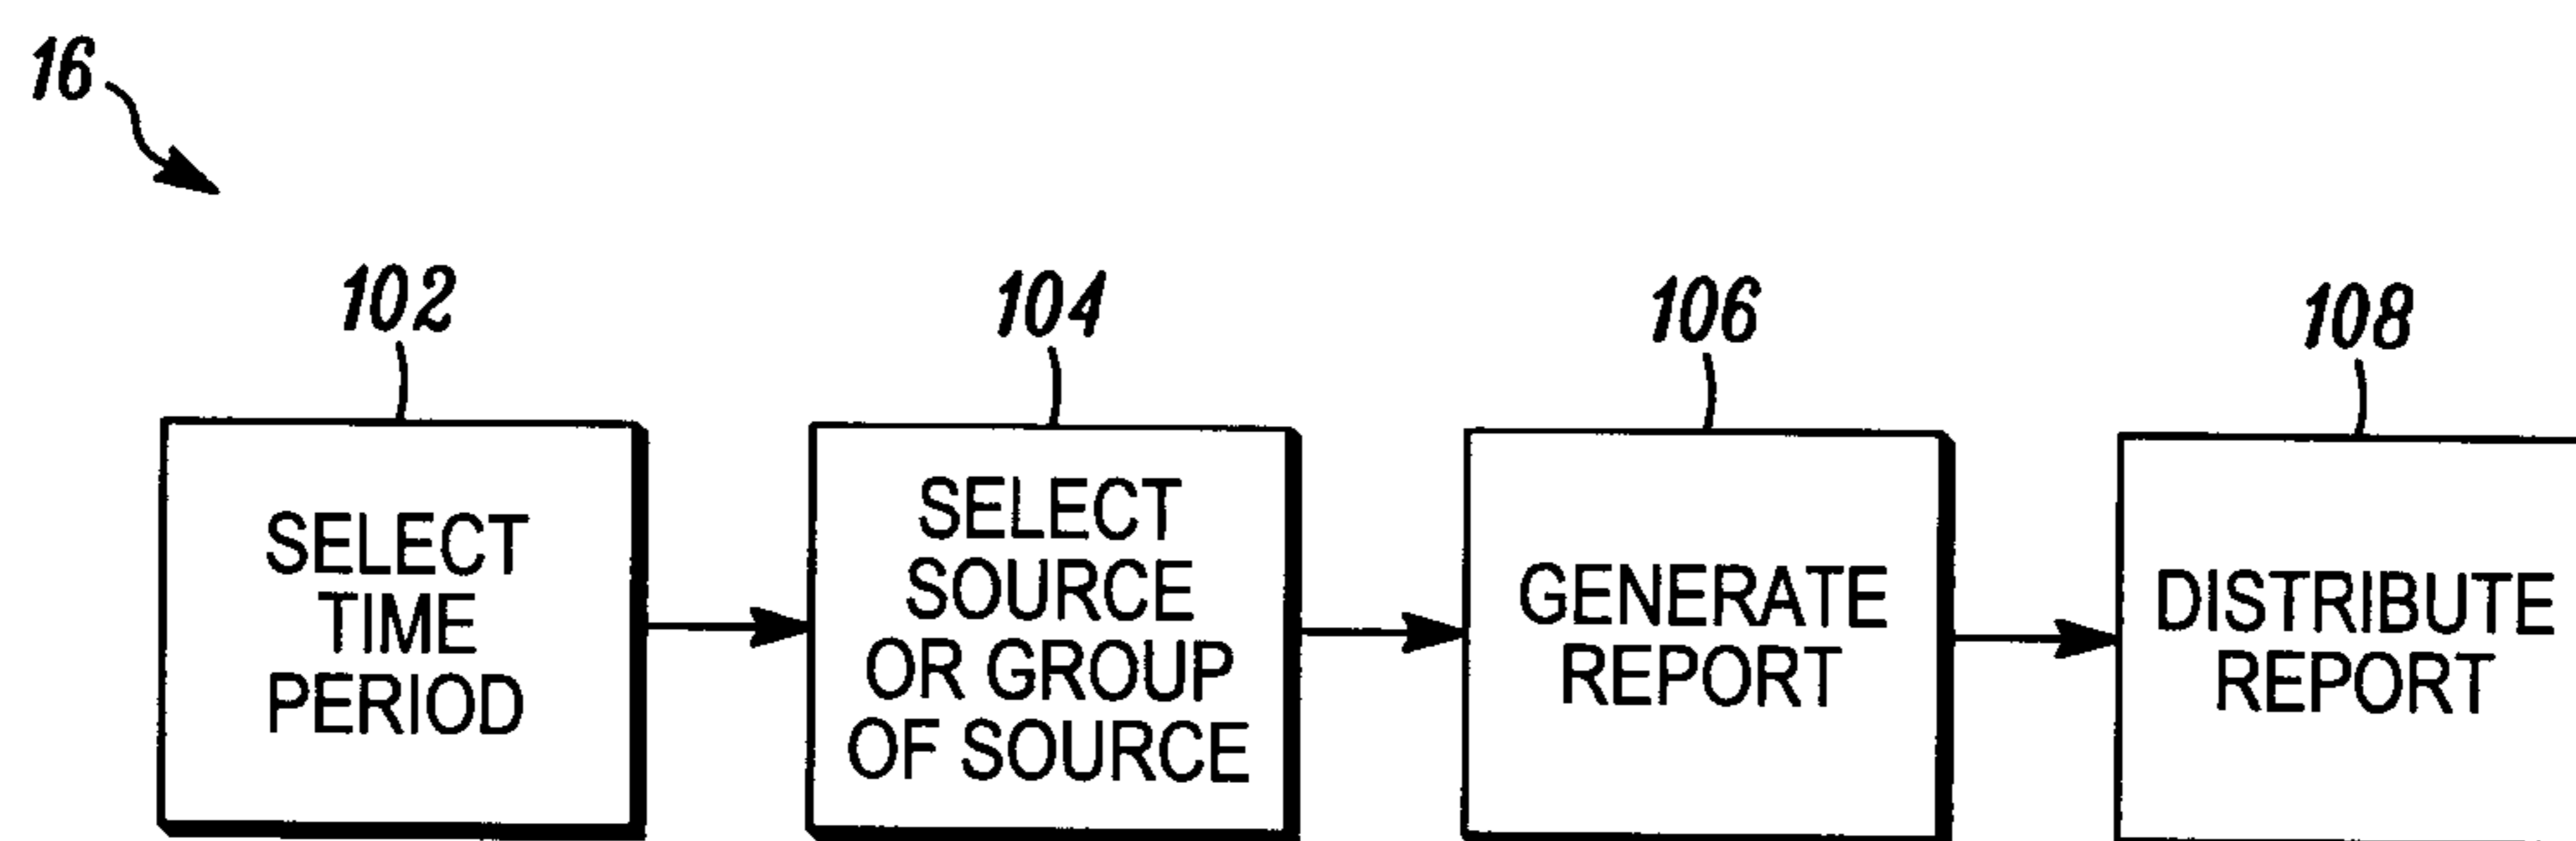 16
102
104
106
108
SELECT
TIME
PERIOD
SELECT
SOURCE
OR GROUP
OF SOURCE
GENERATE
REPORT
DISTRIBUTE
REPORT